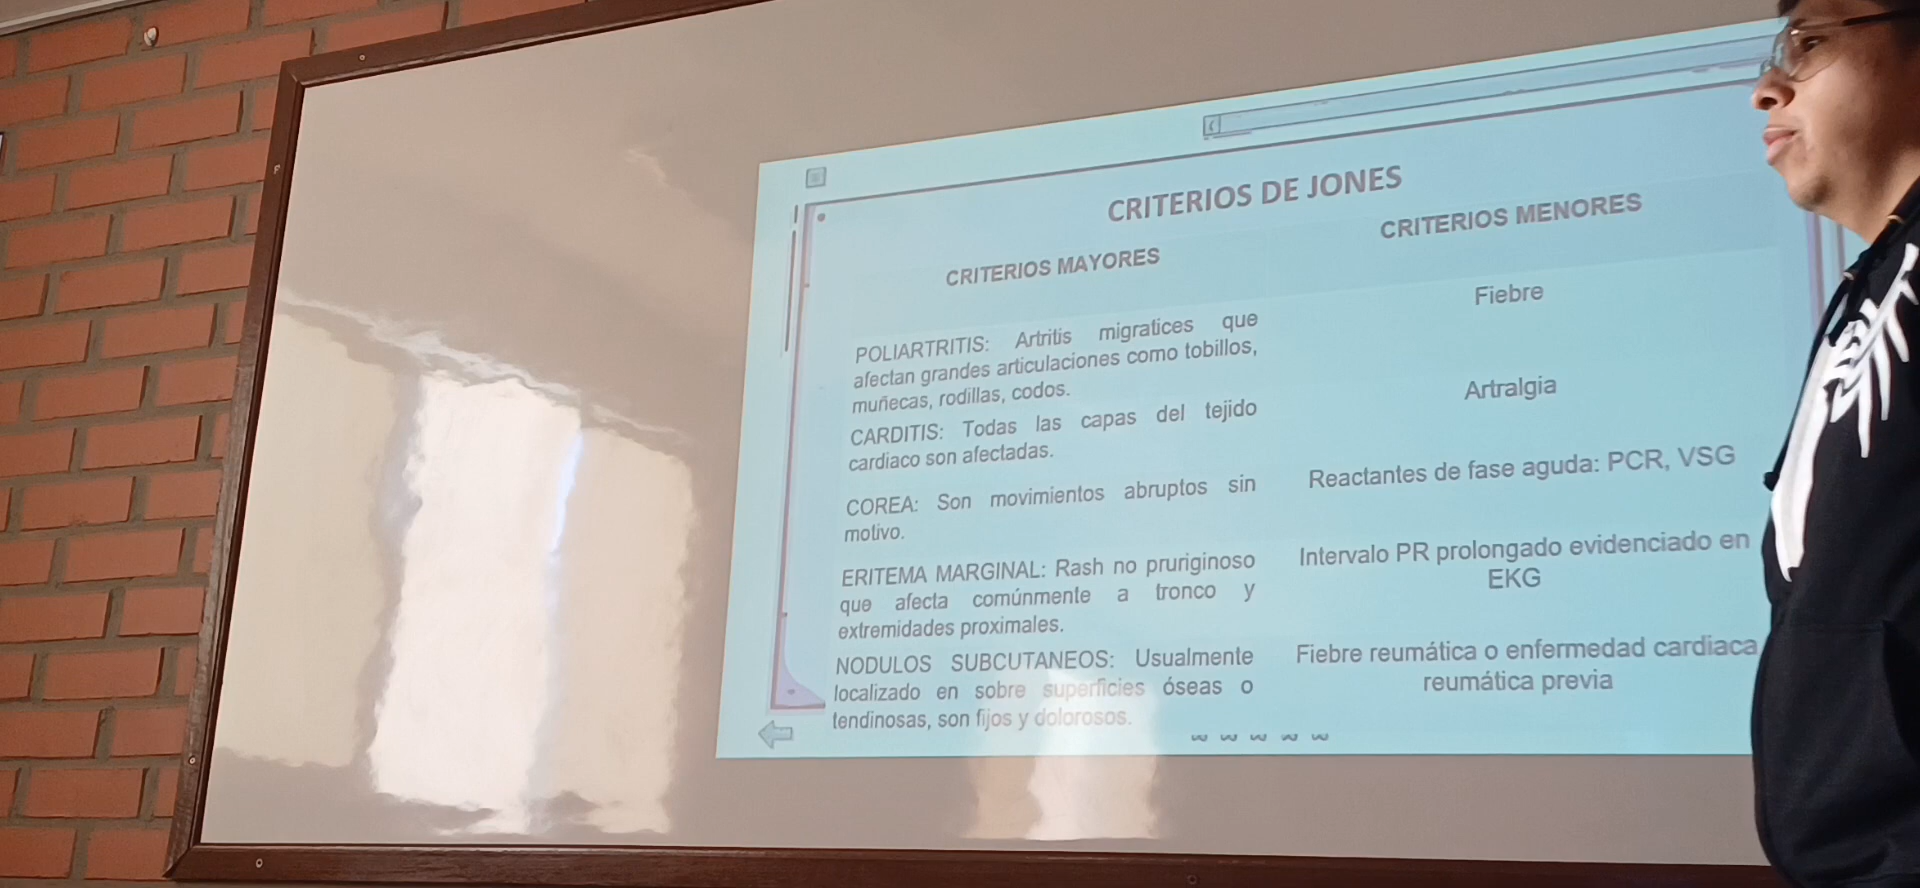 CRITERIOS DE JONES
CRITERIOS MAYORES
POLIARTRITIS: Artritis migratices que
afectan grandes articulaciones como tobillos,
muñecas, rodillas, codos.
CARDITIS: Todas las capas del tejido
cardiaco son afectadas.
COREA: Son movimientos abruptos sin
motivo.
ERITEMA MARGINAL: Rash no pruriginoso
que afecta comúnmente a tronco y
extremidades proximales.
NODULOS SUBCUTANEOS: Usualmente
localizado en sobre superficies óseas o
tendinosas, son fijos y dolorosos.
CRITERIOS MENORES
Fiebre
Artralgia
Reactantes de fase aguda: PCR, VSG
Intervalo PR prolongado evidenciado en
EKG
Fiebre reumática o enfermedad cardiaca
reumática previa